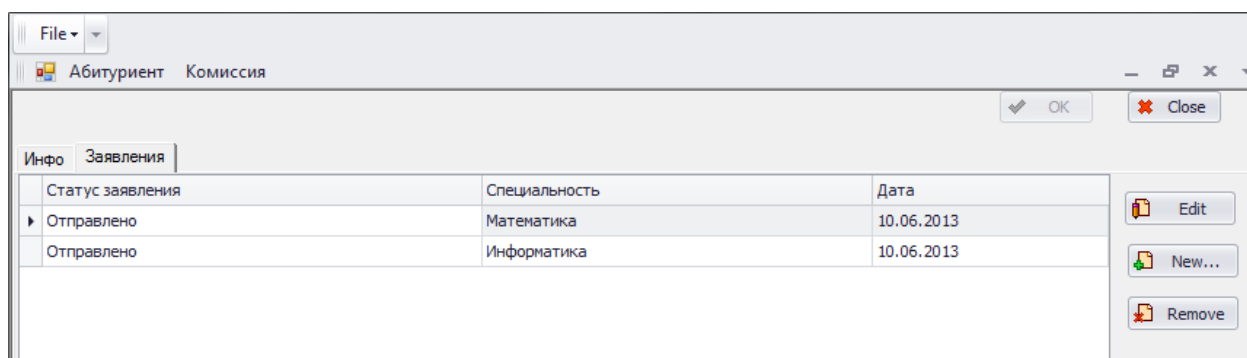 File
Абитуриент Комиссия
OK Close
Инфо Заявления
Статус заявления Специальность Дата
Отправлено Математика 10.06.2013
Edit
Отправлено Информатика 10.06.2013
New...
Remove